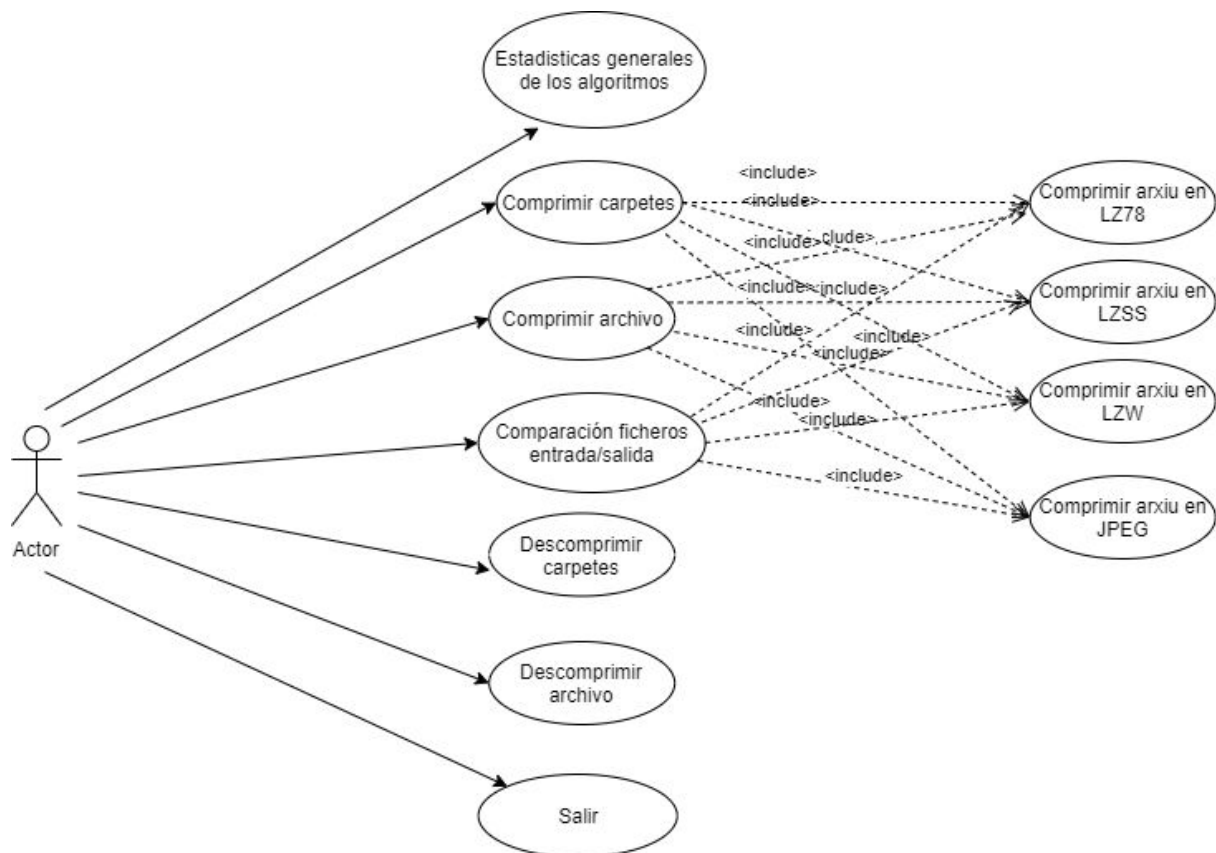 Estadisticas generales
de los algoritmos
Comprimir carpetes
Comprimir archivo
Comparación ficheros
entrada/salida
Descomprimir
carpetes
Descomprimir
archivo
Salir
Actor
<include>
<include>
<include>
clude>
<include>
<include>
<include>
<include>
<include>
<include>
<include>
<include>
Comprimir arxiu en
LZ78
Comprimir arxiu en
LZSS
Comprimir arxiu en
LZW
Comprimir arxiu en
JPEG